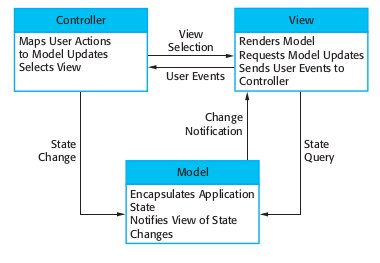 Controller
Maps User Actions
to Model Updates
Selects View
View
Selection
User Events
View
Renders Model
Requests Model Updates
Sends User Events to
Controller
State
Change
Change
Notification
State
Query
Model
Encapsulates Application
State
Notifies View of State
Changes